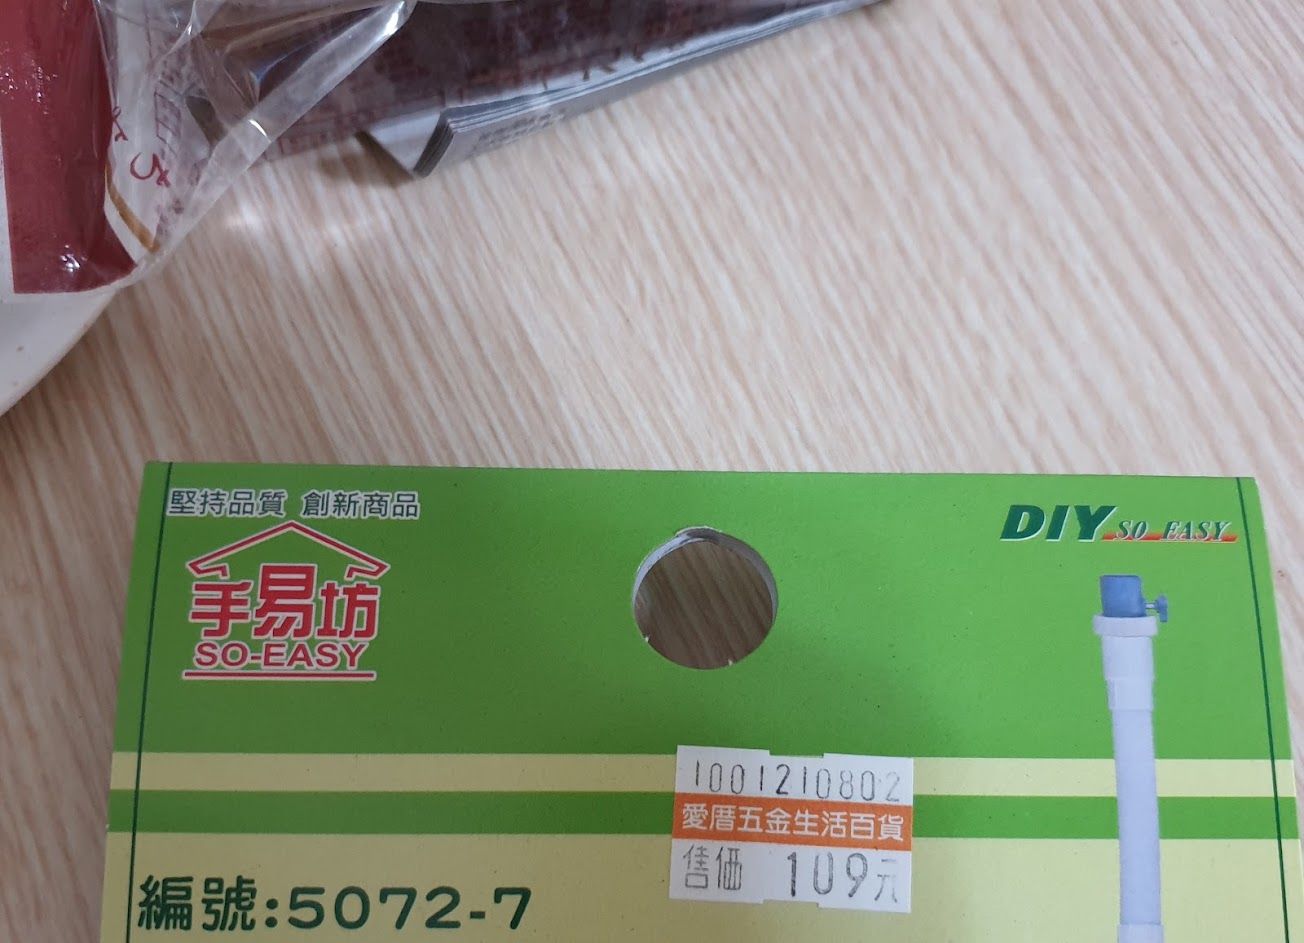 堅持品質 創新商品
手易坊
SO-EASY
DIY SO EASY
1001210802
愛厝五金生活百貨
售価 109元
編號:5072-7